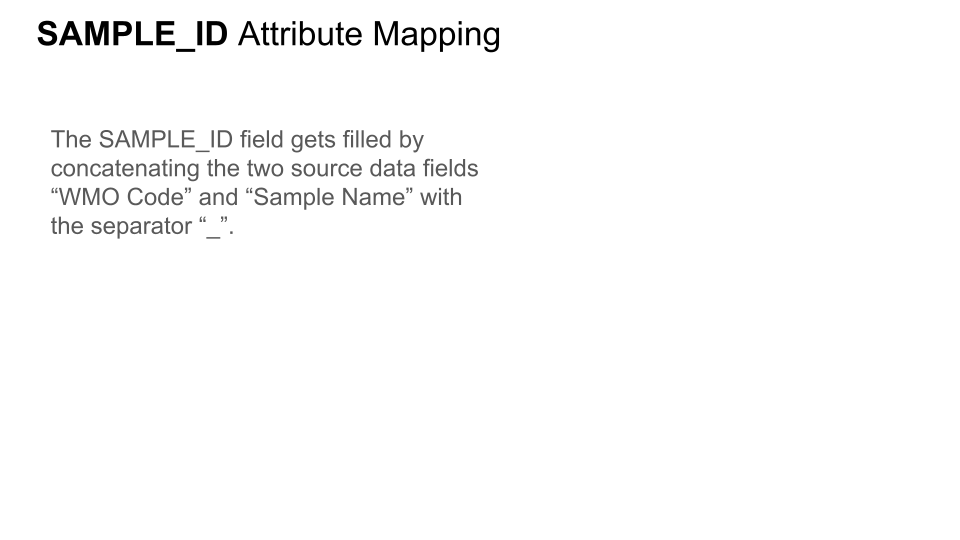 SAMPLE_ID Attribute Mapping
The SAMPLE_ID field gets filled by
concatenating the two source data fields
“WMO Code” and “Sample Name” with
the separator “_”.